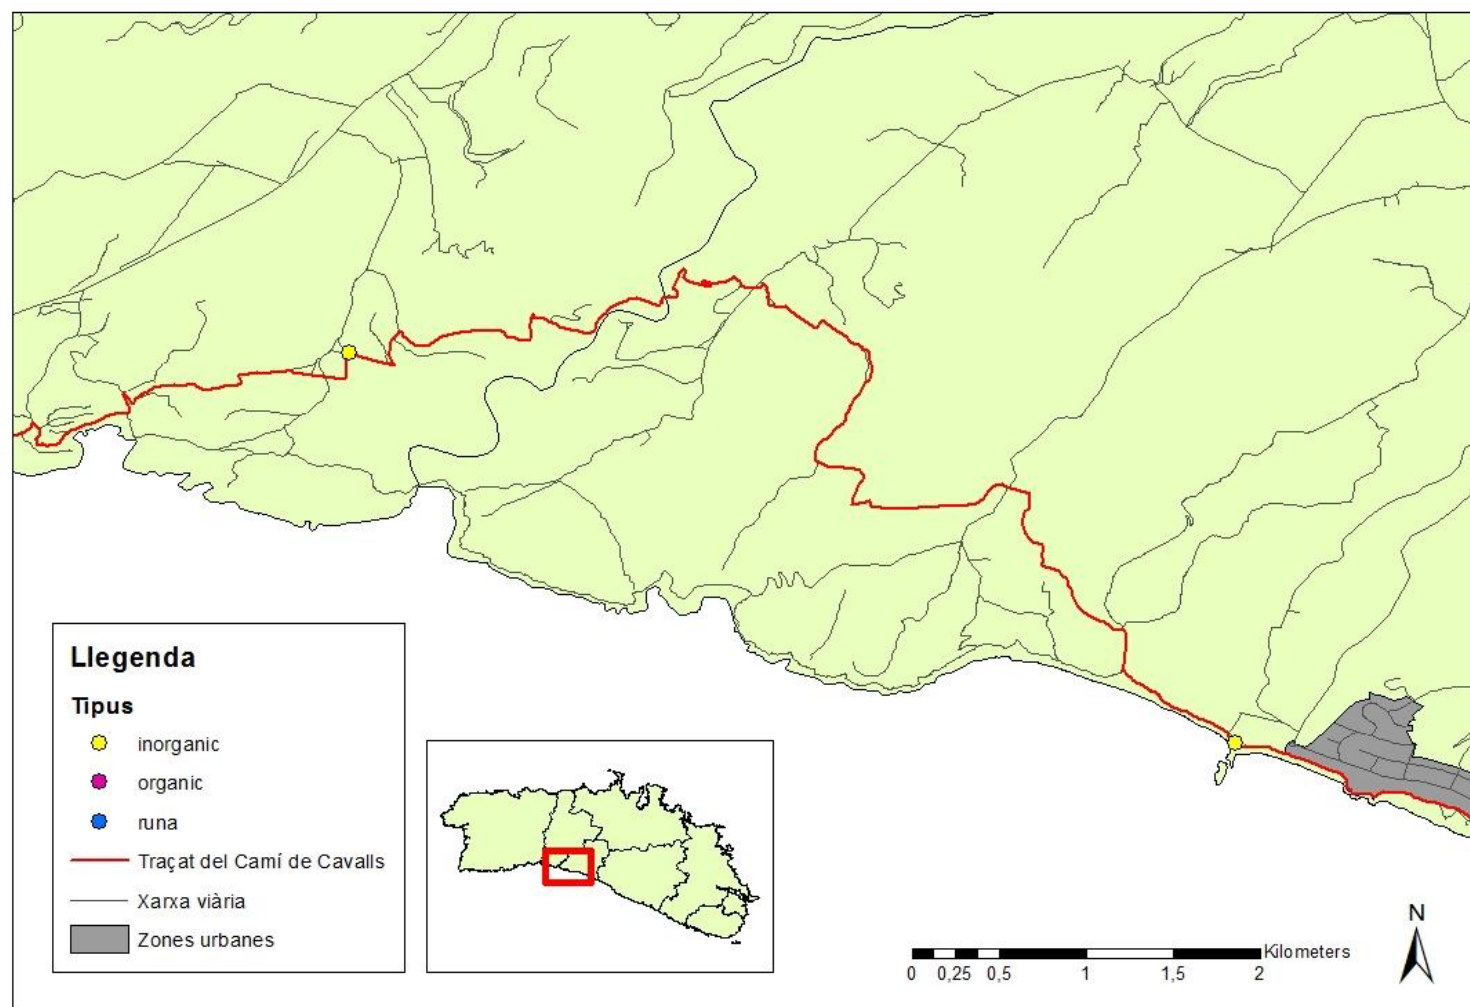 Llegenda
Tipus
inorganic
organic
runa
Traçat del Camí de Cavalls
Xarxa viària
Zones urbanes
N
Kilometers
0 0,25 0,5 1 1,5 2